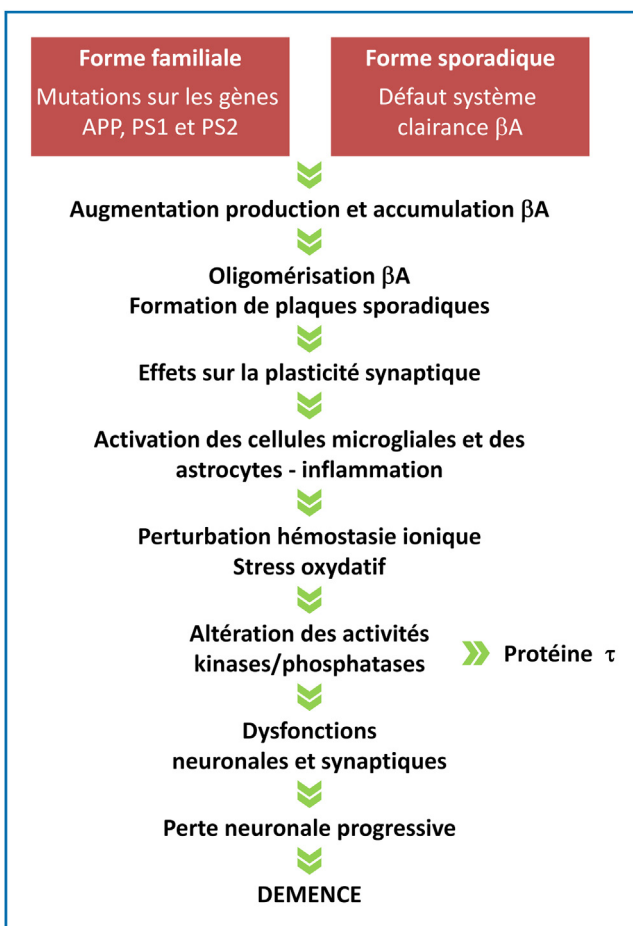 Forme familiale
Mutations sur les gènes
APP, PS1 et PS2
Forme sporadique
Défaut système
clairance βA
Augmentation production et accumulation βA
Oligomérisation βA
Formation de plaques sporadiques
Effets sur la plasticité synaptique
Activation des cellules microgliales et des
astrocytes - inflammation
Perturbation hémostasie ionique
Stress oxydatif
Altération des activités
kinases/phosphatases
Protéine τ
Dysfonctions
neuronales et synaptiques
Perte neuronale progressive
DEMENCE